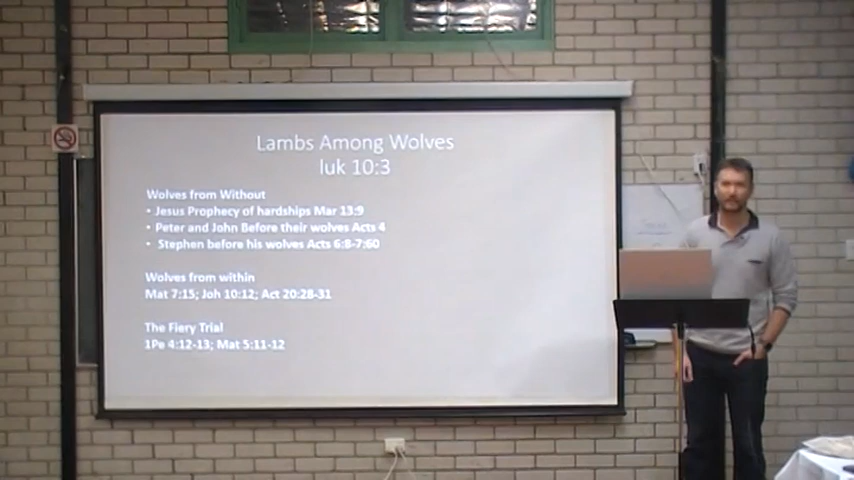 Lambs Among Wolves
luk 10:3
Wolves from Without
• Jesus Prophecy of hardships Mar 13:9
• Peter and John Before their wolves Acts 4
• Stephen before his wolves Acts 6:8-7:60
Wolves from within
Mat 7:15; Joh 10:12; Act 20:28-31
The Fiery Trial
1Pe 4:12-13; Mat 5:11-12